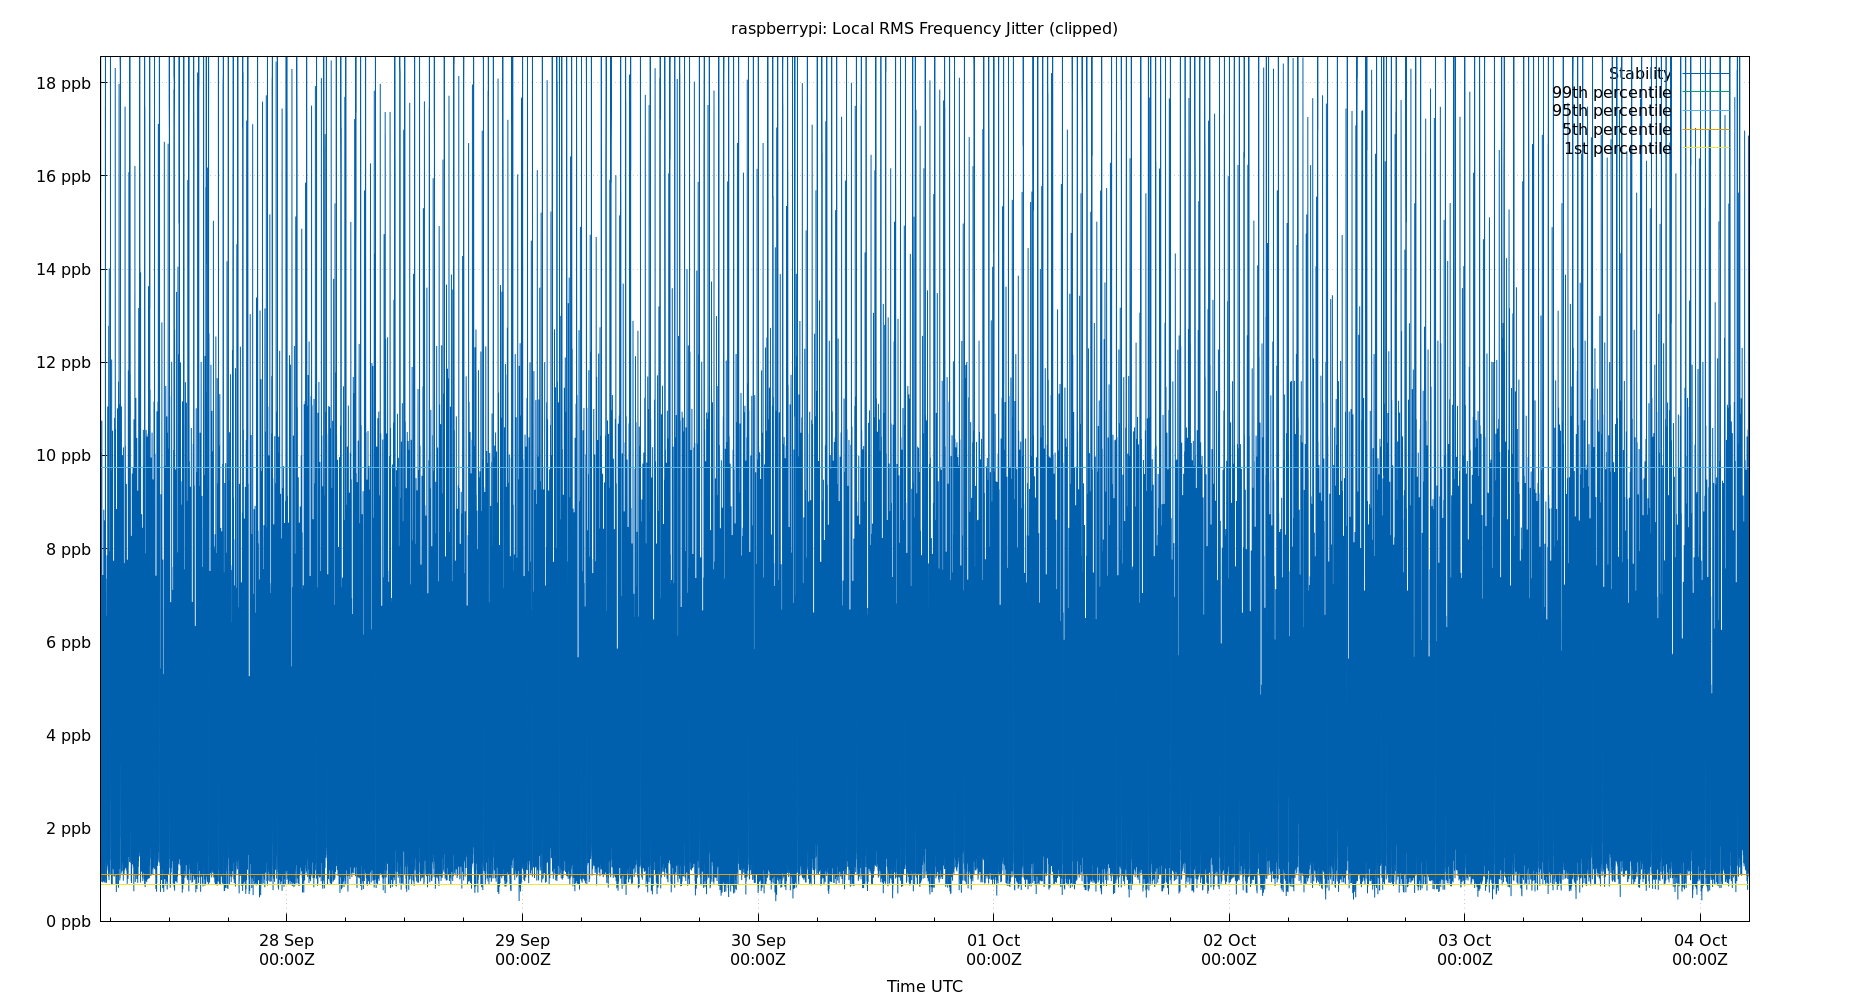 raspberrypi: Local RMS Frequency Jitter (clipped)
18 ppb
16 ppb
14 ppb
12 ppb
10 ppb
8 ppb
6 ppb
4 ppb
2 ppb
0 ppb
Stability
99th percentile
95th percentile
5th percentile
1st percentile
28 Sep 29 Sep 30 Sep 01 Oct 02 Oct 03 Oct 04 Oct
00:00Z 00:00Z 00:00Z 00:00Z 00:00Z 00:00Z 00:00Z
Time UTC